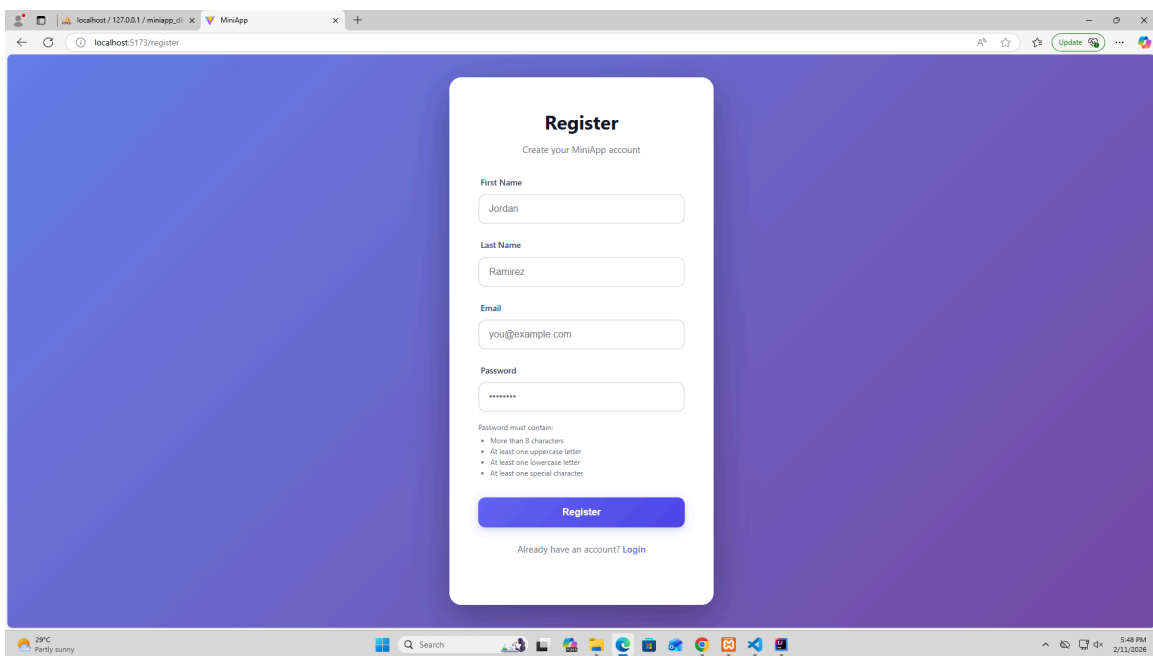 localhost / 127.0.0.1 / miniapp_db
MiniApp
localhost:5173/register
Update
Register
Create your MiniApp account
First Name
Jordan
Last Name
Ramirez
Email
you@example.com
Password
••••••••
Password must contain:
• More than 8 characters
• At least one uppercase letter
• At least one lowercase letter
• At least one special character
Register
Already have an account? Login
29°C
Partly sunny
Search
5:48 PM
2/11/2026